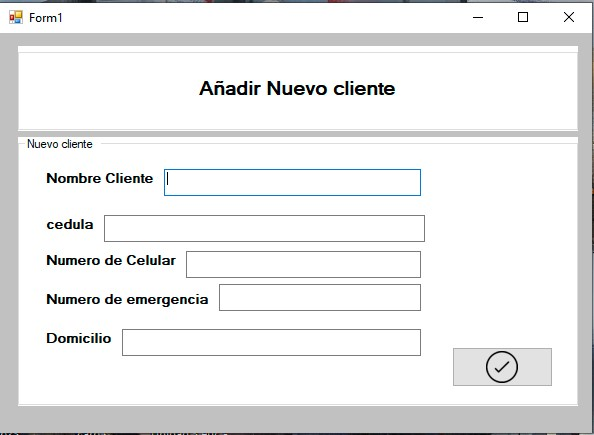 Form1
Añadir Nuevo cliente
Nuevo cliente
Nombre Cliente
cedula
Numero de Celular
Numero de emergencia
Domicilio